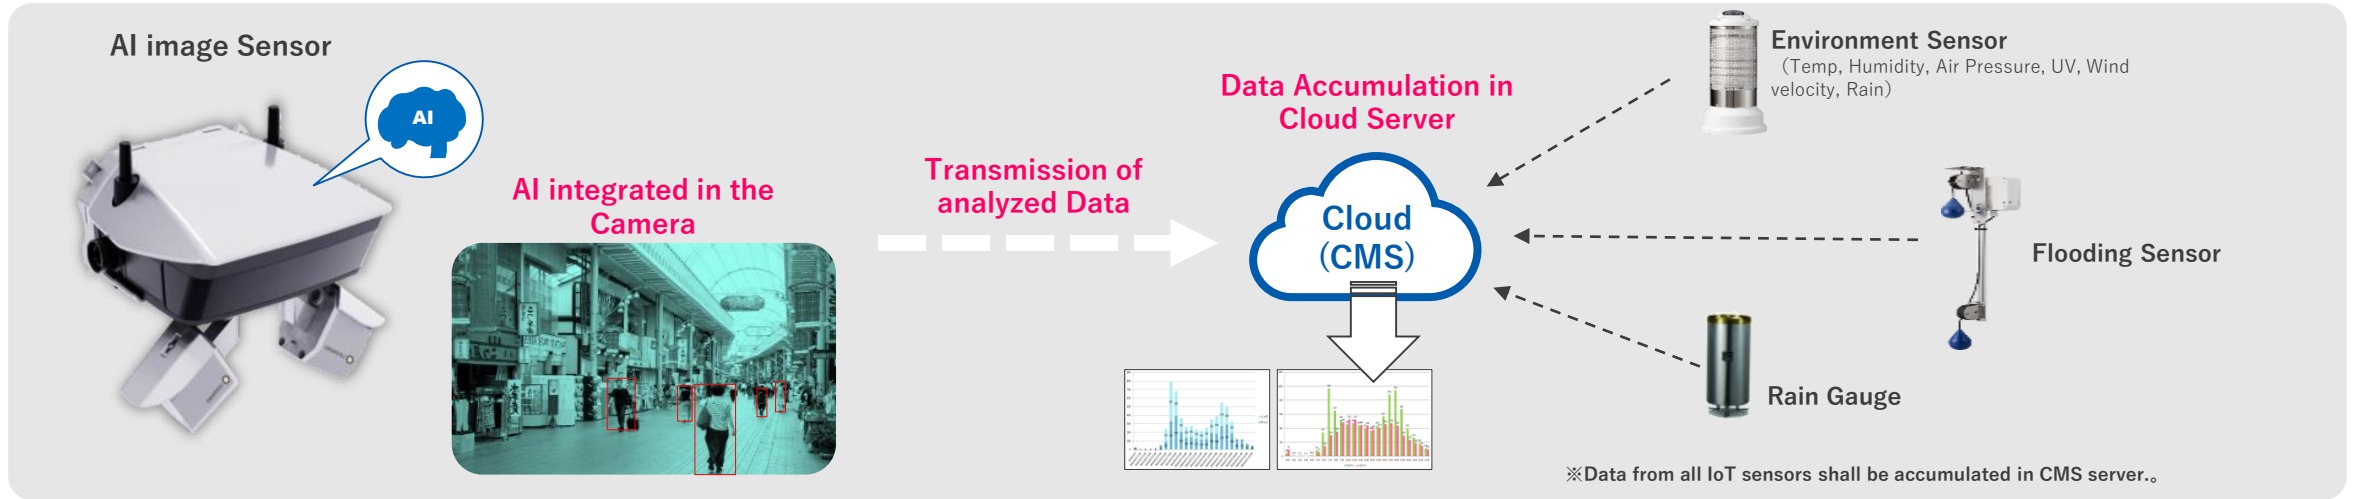 AI image Sensor
AI
AI integrated in the
Camera
Transmission of
analyzed Data
Data Accumulation in
Cloud Server
Cloud
(CMS)
Environment Sensor
（Temp, Humidity, Air Pressure, UV, Wind
velocity, Rain）
Flooding Sensor
Rain Gauge
※Data from all IoT sensors shall be accumulated in CMS server.。